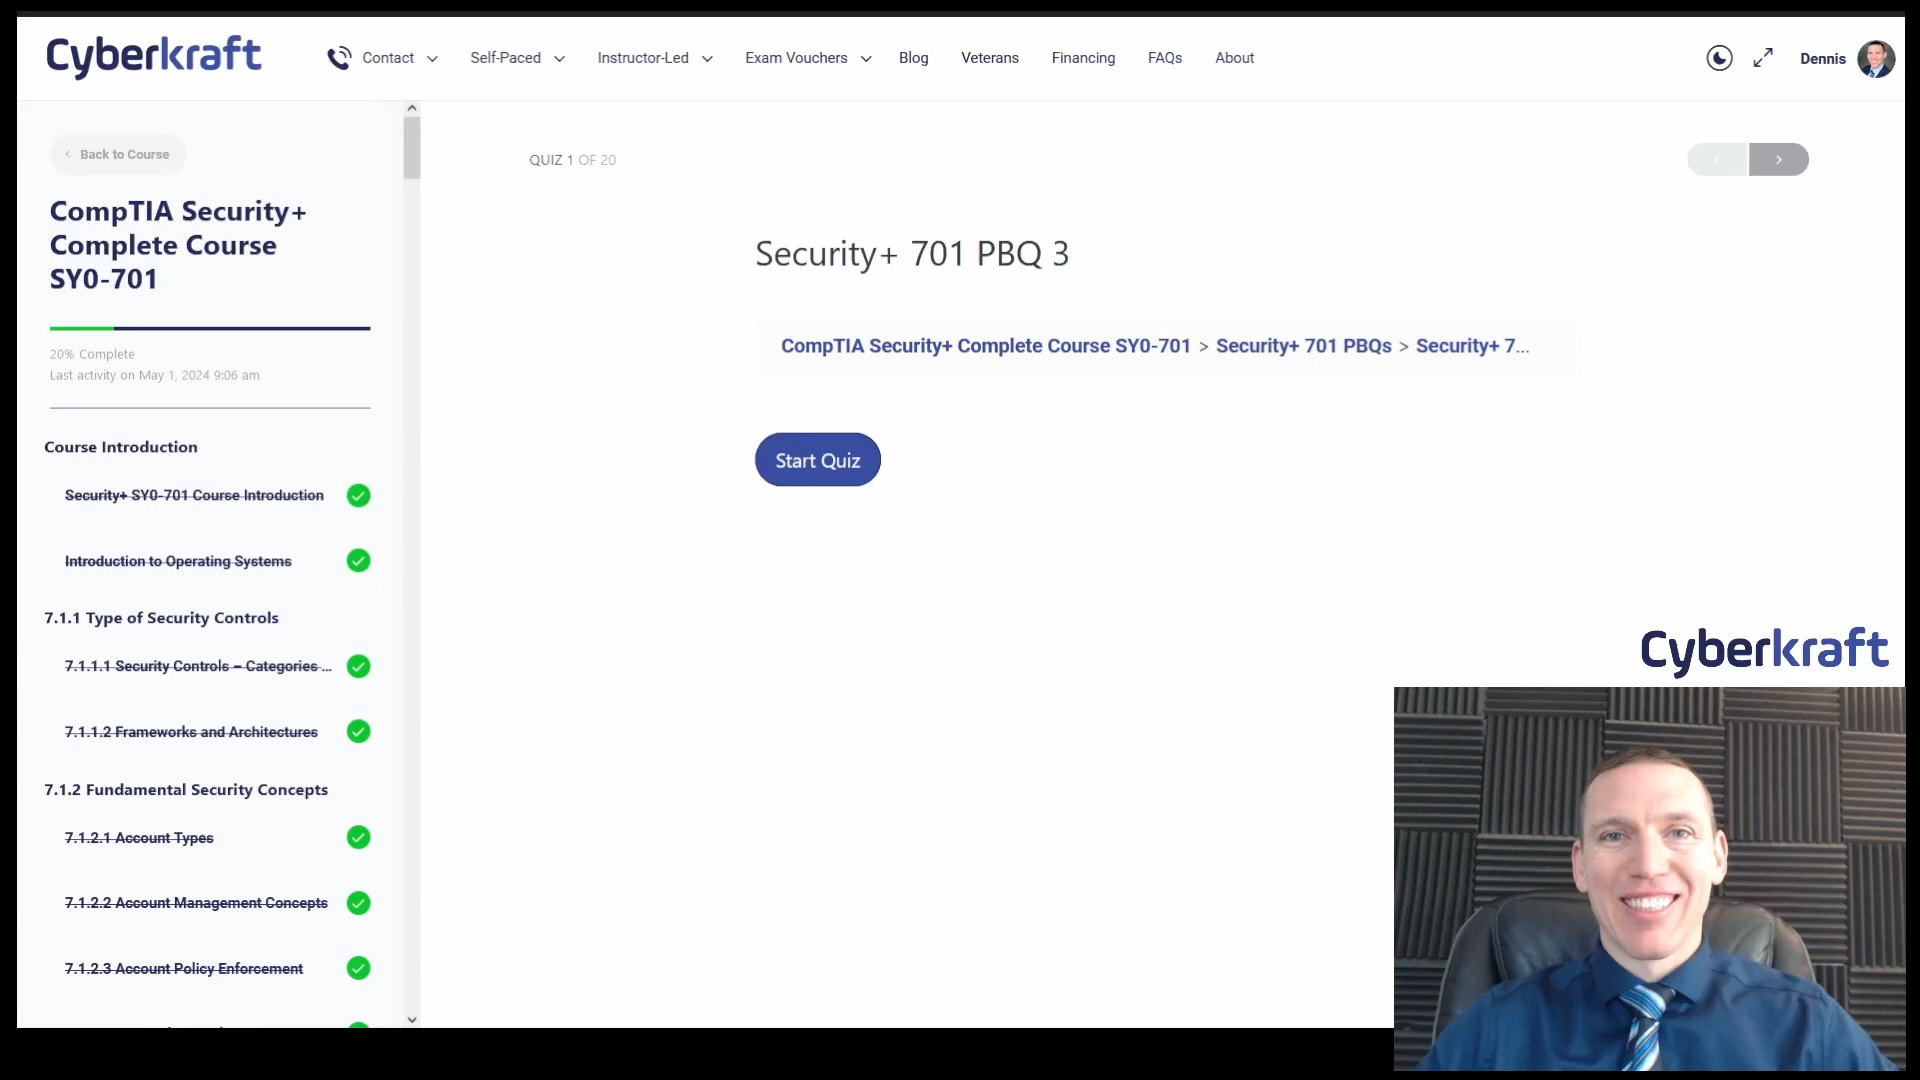 Cyberkraft
Contact
Self-Paced
Instructor-Led
Exam Vouchers
Blog
Veterans
Financing
FAQs
About
Dennis
Back to Course
CompTIA Security+
Complete Course
SY0-701
20% Complete
Last activity on May 1, 2024 9:06 am
Course Introduction
Security+ SY0-701 Course Introduction
Introduction to Operating Systems
7.1.1 Type of Security Controls
7.1.1.1 Security Controls – Categories ...
7.1.1.2 Frameworks and Architectures
7.1.2 Fundamental Security Concepts
7.1.2.1 Account Types
7.1.2.2 Account Management Concepts
7.1.2.3 Account Policy Enforcement
QUIZ 1 OF 20
Security+ 701 PBQ 3
CompTIA Security+ Complete Course SY0-701 > Security+ 701 PBQs > Security+ 7...
Start Quiz
Cyberkraft